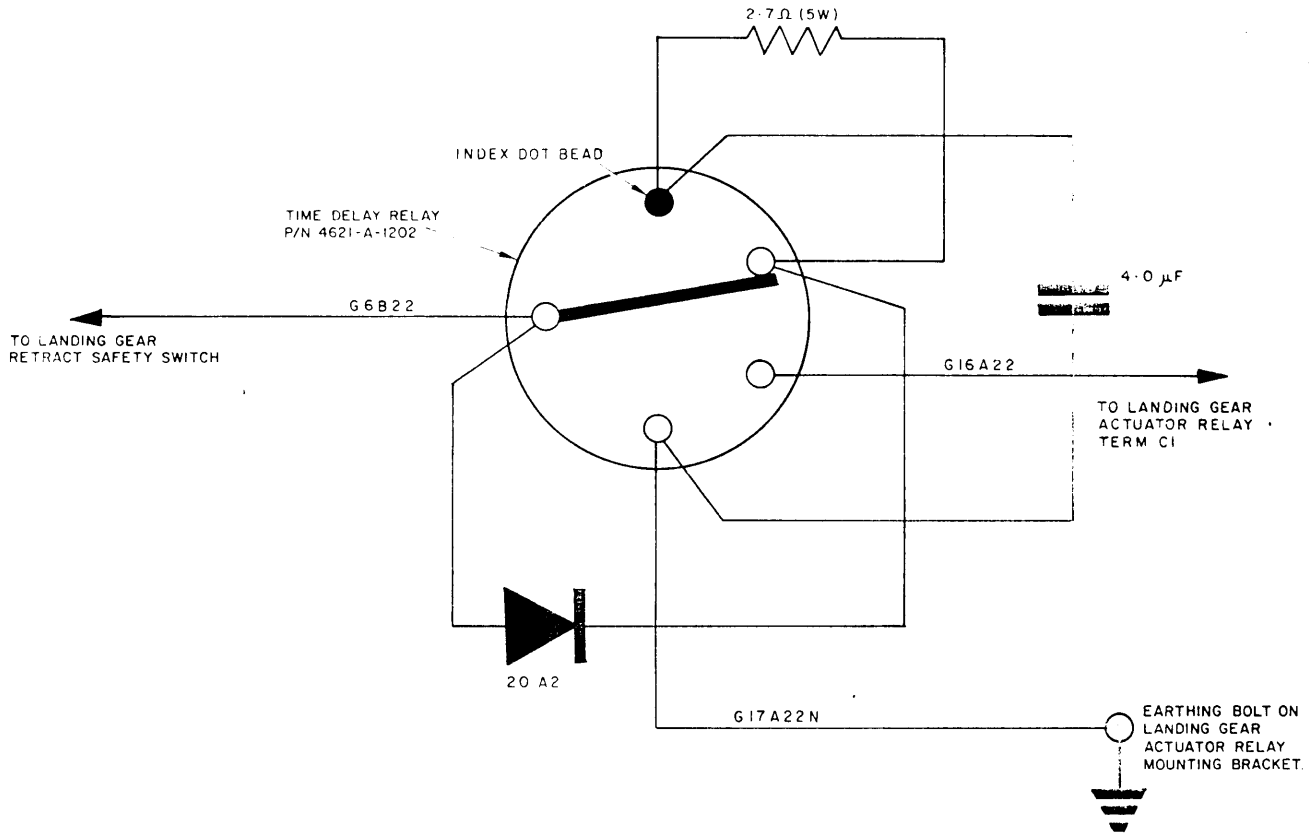 2.7Ω (5W)
INDEX DOT BEAD
TIME DELAY RELAY
P/N 4621-A-1202
4.0 µF
G6B22
TO LANDING GEAR
RETRACT SAFETY SWITCH
G16A22
TO LANDING GEAR
ACTUATOR RELAY
TERM C1
20 A2
G17A22N
EARTHING BOLT ON
LANDING GEAR
ACTUATOR RELAY
MOUNTING BRACKET.